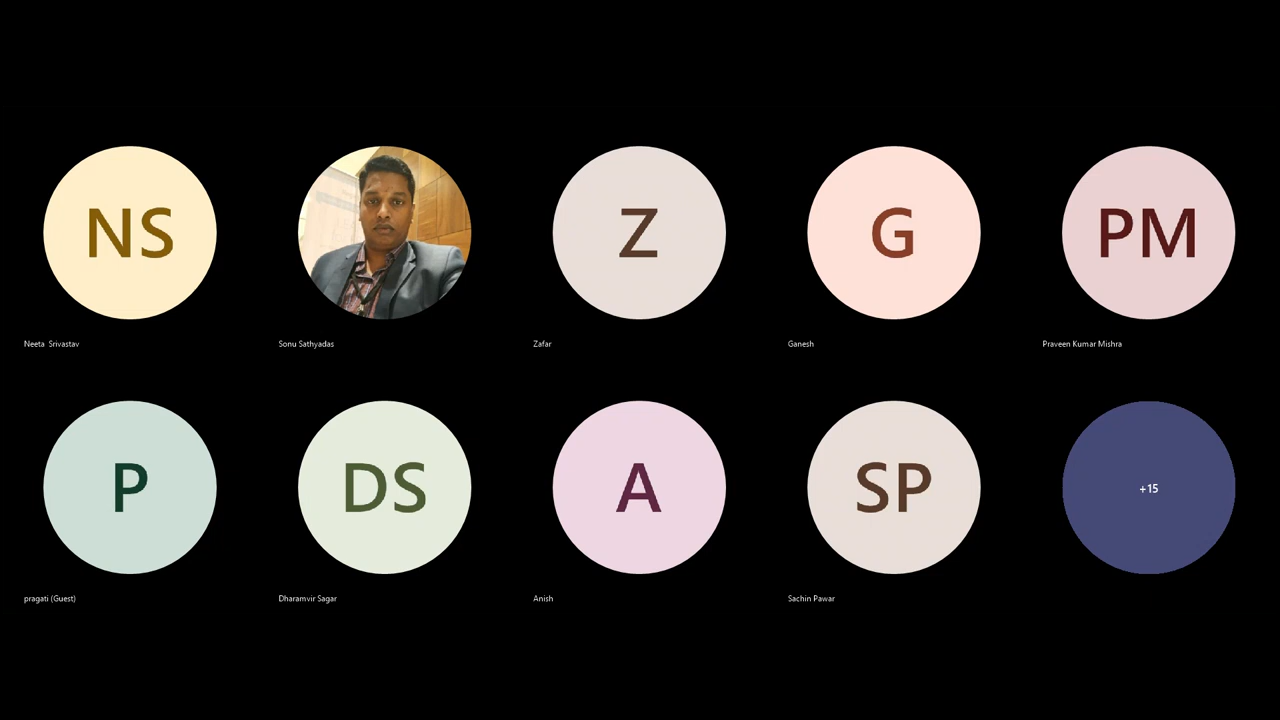 NS
Z
G
PM
Neeta  Srivastav
Sonu Sathyadas
Zafar
Ganesh
Praveen Kumar Mishra
P
DS
A
SP
+15
pragati (Guest)
Dharamvir Sagar
Anish
Sachin Pawar